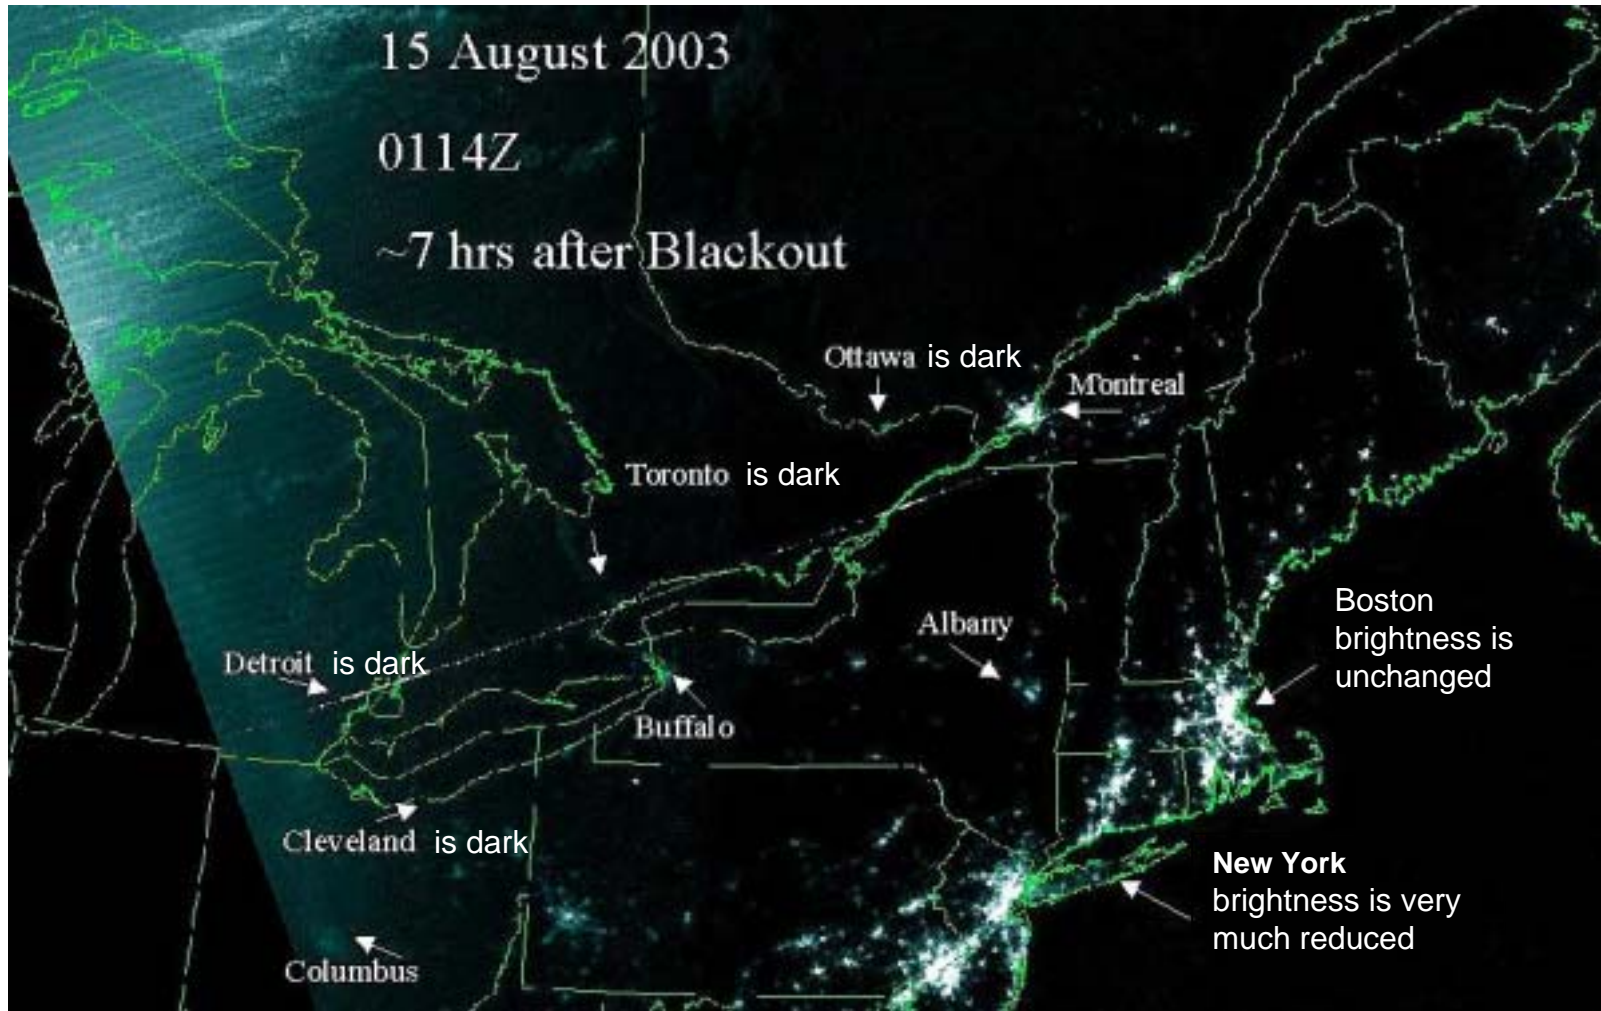 15 August 2003
0114Z
~7 hrs after Blackout
Ottawa is dark
Montreal
Toronto is dark
Boston
brightness is
unchanged
Albany
Detroit is dark
Buffalo
Cleveland is dark
New York
brightness is very
much reduced
Columbus